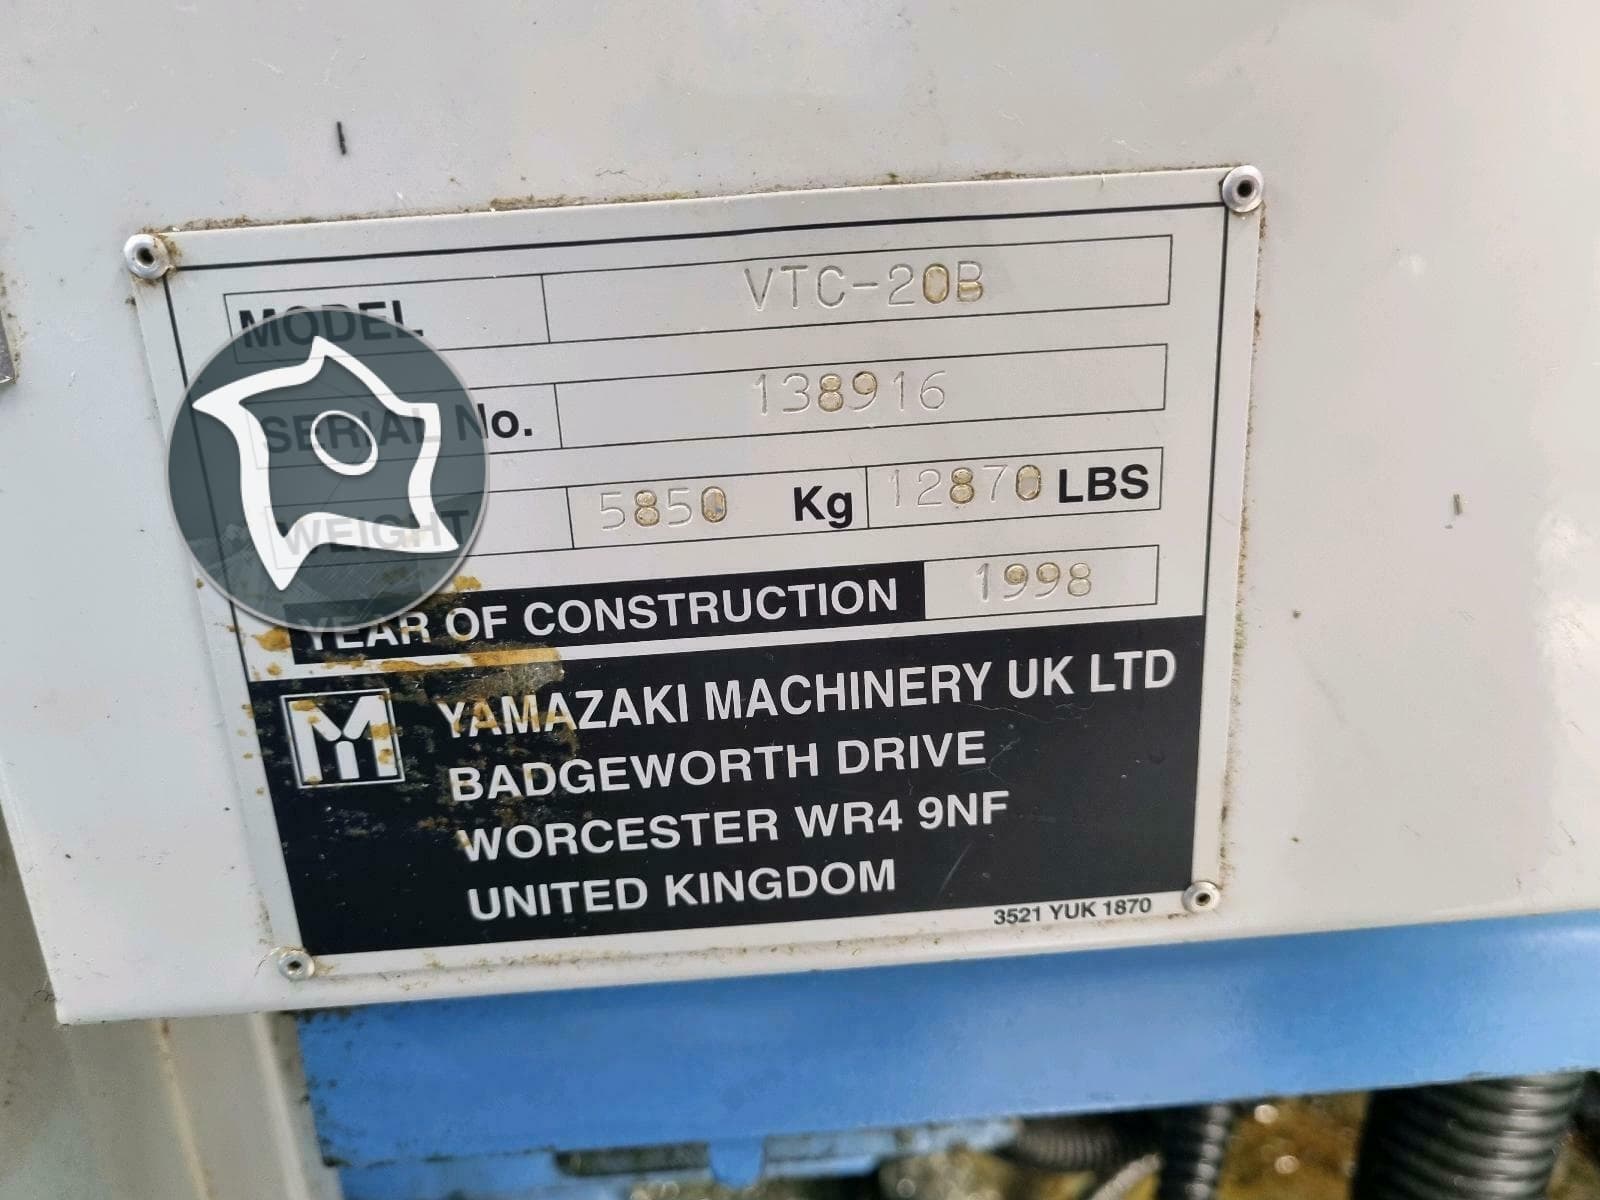 MODEL VTC-20B
SERIAL No. 138916
WEIGHT 5850 Kg 12870 LBS
YEAR OF CONSTRUCTION 1998
YAMAZAKI MACHINERY UK LTD
BADGEWORTH DRIVE
WORCESTER WR4 9NF
UNITED KINGDOM
3521 YUK 1870